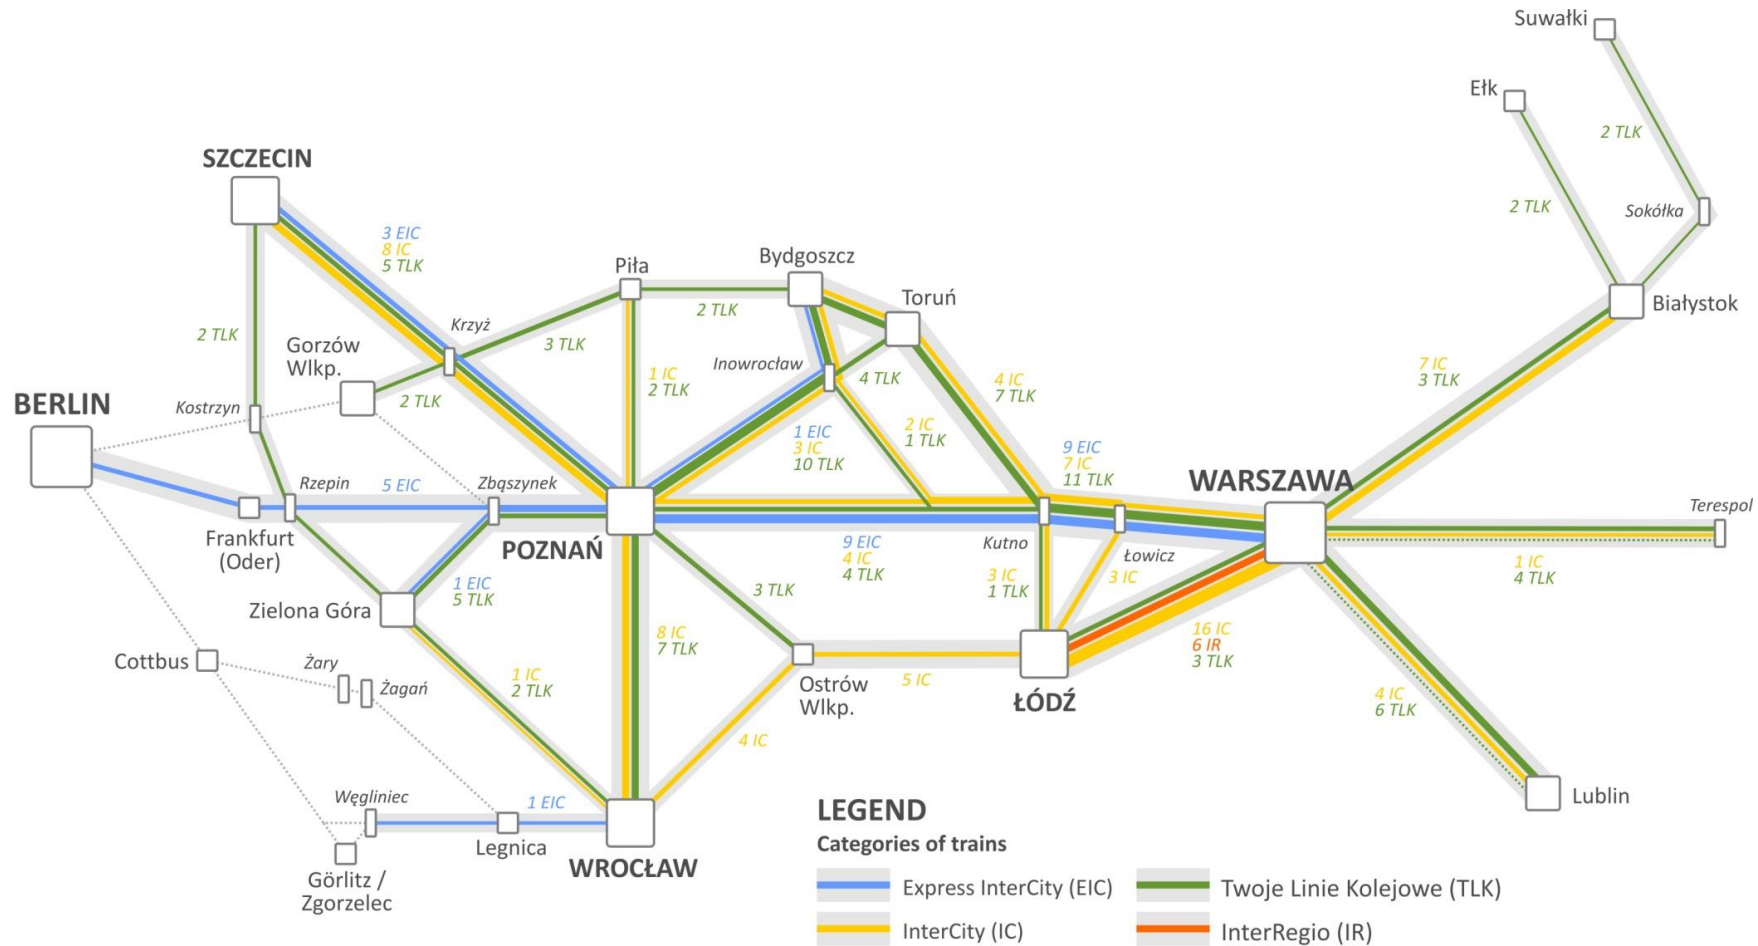 Suwałki
Ełk
2 TLK
SZCZECIN
2 TLK
Sokółka
3 EIC
8 IC
5 TLK
Piła
Bydgoszcz
Toruń
Białystok
2 TLK
Krzyż
2 TLK
Gorzów
Wlkp.
3 TLK
Inowrocław
1 IC
2 TLK
4 TLK
4 IC
7 TLK
7 IC
3 TLK
BERLIN
Kostrzyn
2 TLK
2 IC
1 TLK
1 EIC
3 IC
10 TLK
9 EIC
7 IC
11 TLK
WARSZAWA
Rzepin
5 EIC
Zbąszynek
Terespol
Frankfurt
(Oder)
POZNAŃ
9 EIC
4 IC
4 TLK
Kutno
Łowicz
1 IC
4 TLK
1 EIC
5 TLK
3 TLK
3 IC
1 TLK
3 IC
Zielona Góra
8 IC
7 TLK
16 IC
6 IR
3 TLK
Cottbus
Żary
Żagań
1 IC
2 TLK
Ostrów
Wlkp.
5 IC
ŁÓDŹ
4 IC
6 TLK
4 IC
Węgliniec
1 EIC
Lublin
Legnica
WROCŁAW
Görlitz /
Zgorzelec
LEGEND
Categories of trains
Express InterCity (EIC)
Twoje Linie Kolejowe (TLK)
InterCity (IC)
InterRegio (IR)